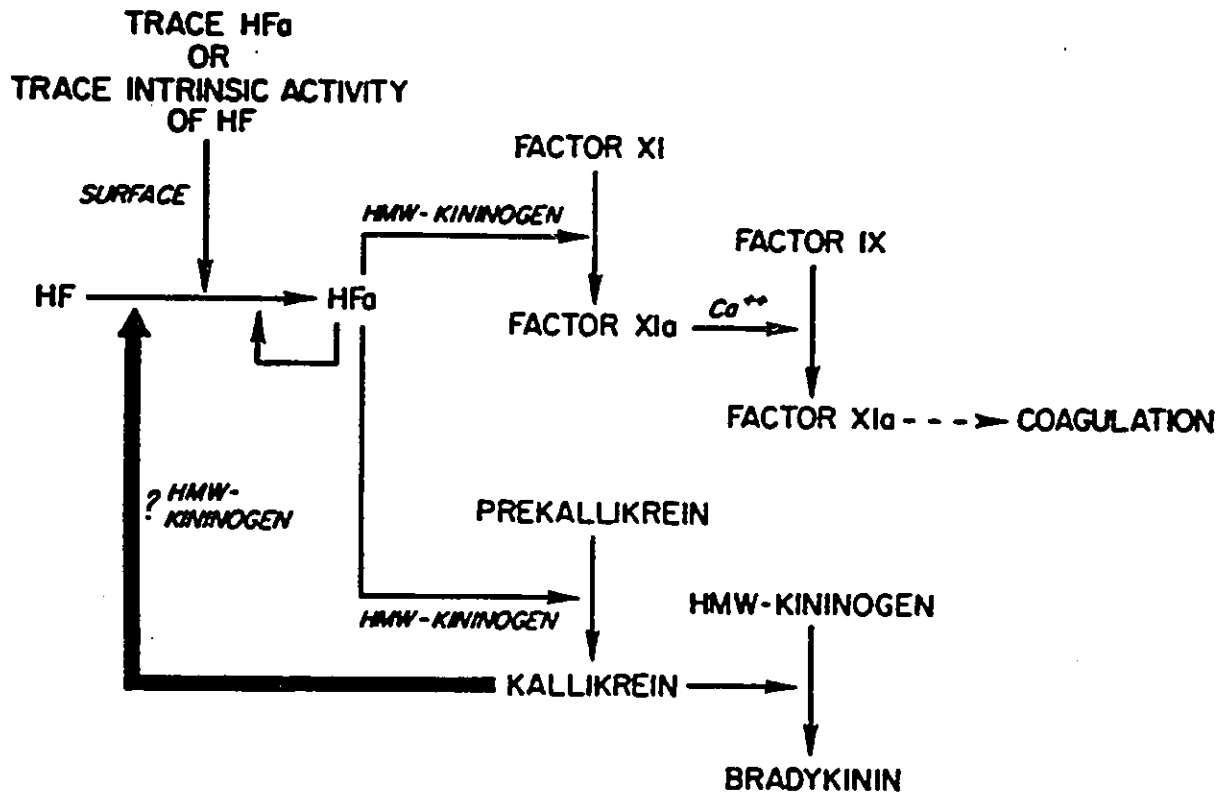 TRACE HFa
OR
TRACE INTRINSIC ACTIVITY
OF HF
SURFACE
HF
HFa
HMW-KININOGEN
FACTOR XI
FACTOR XIa
Ca++
FACTOR IX
FACTOR XIa
COAGULATION
? HMW-
KININOGEN
PREKALLIKREIN
HMW-KININOGEN
KALLIKREIN
HMW-KININOGEN
BRADYKININ